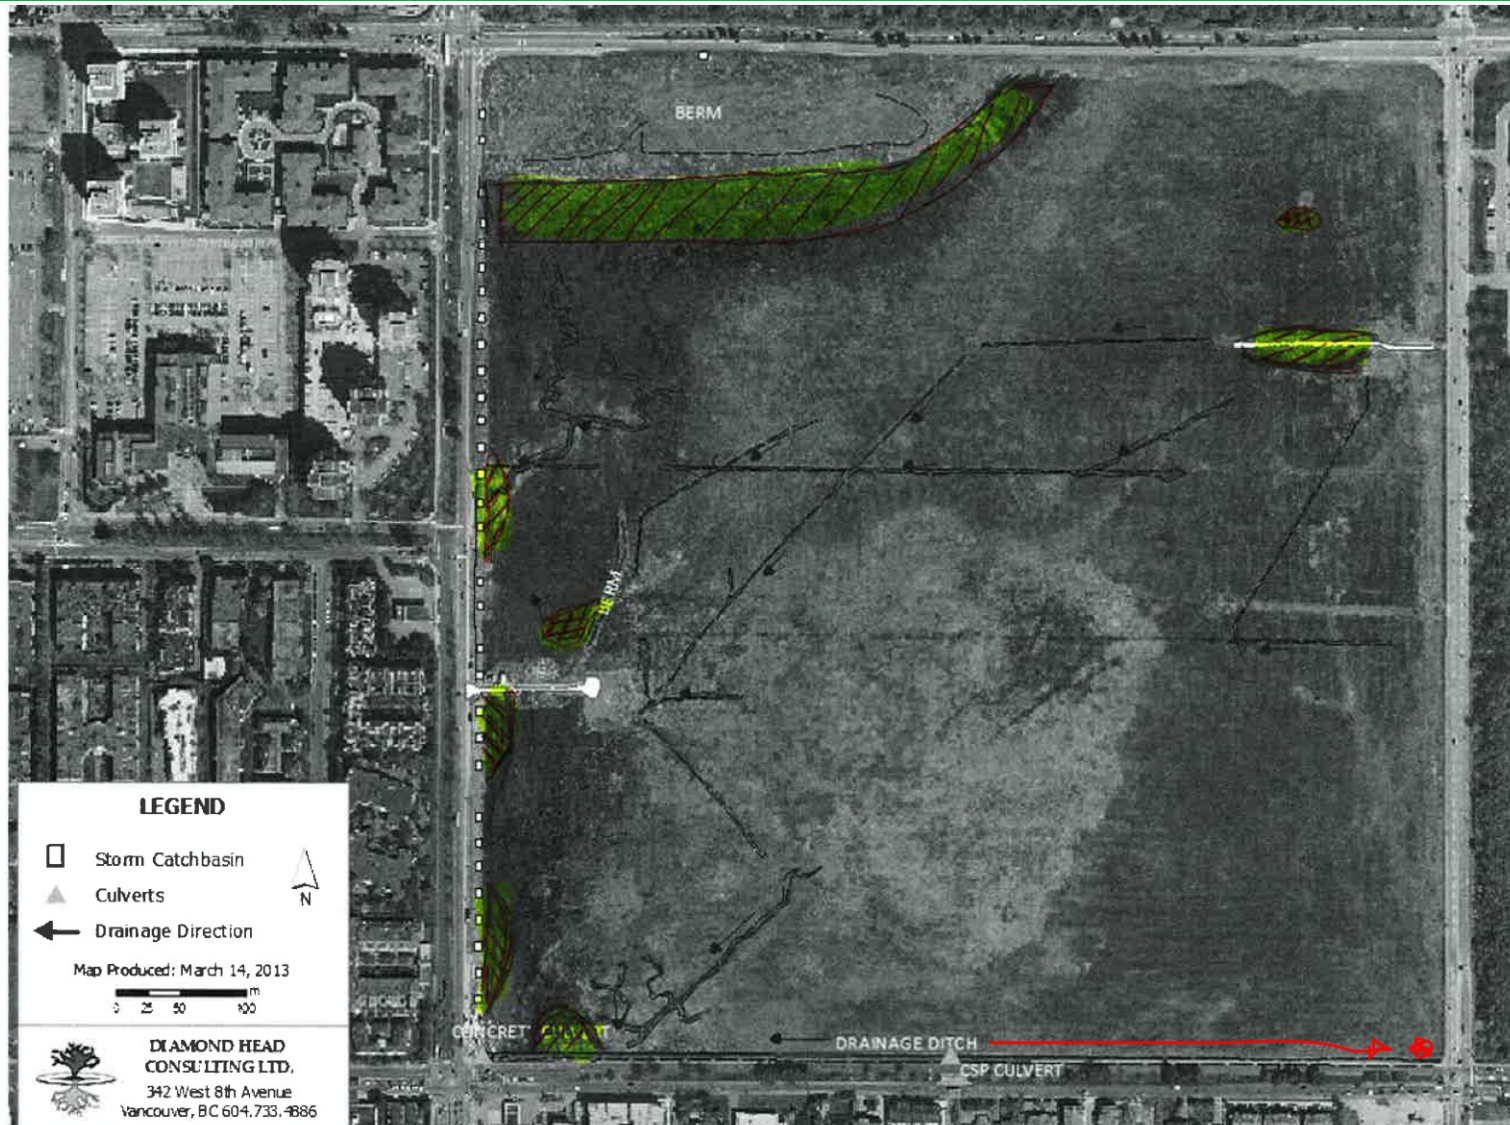 BERM
BERM
LEGEND
Storm Catchbasin
Culverts
N
Drainage Direction
Map Produced: March 14, 2013
m
0 25 50 100
DIAMOND HEAD
CONSULTING LTD.
342 West 8th Avenue
Vancouver, BC 604.733.4886
CULVERT
DRAINAGE DITCH
CSP CULVERT